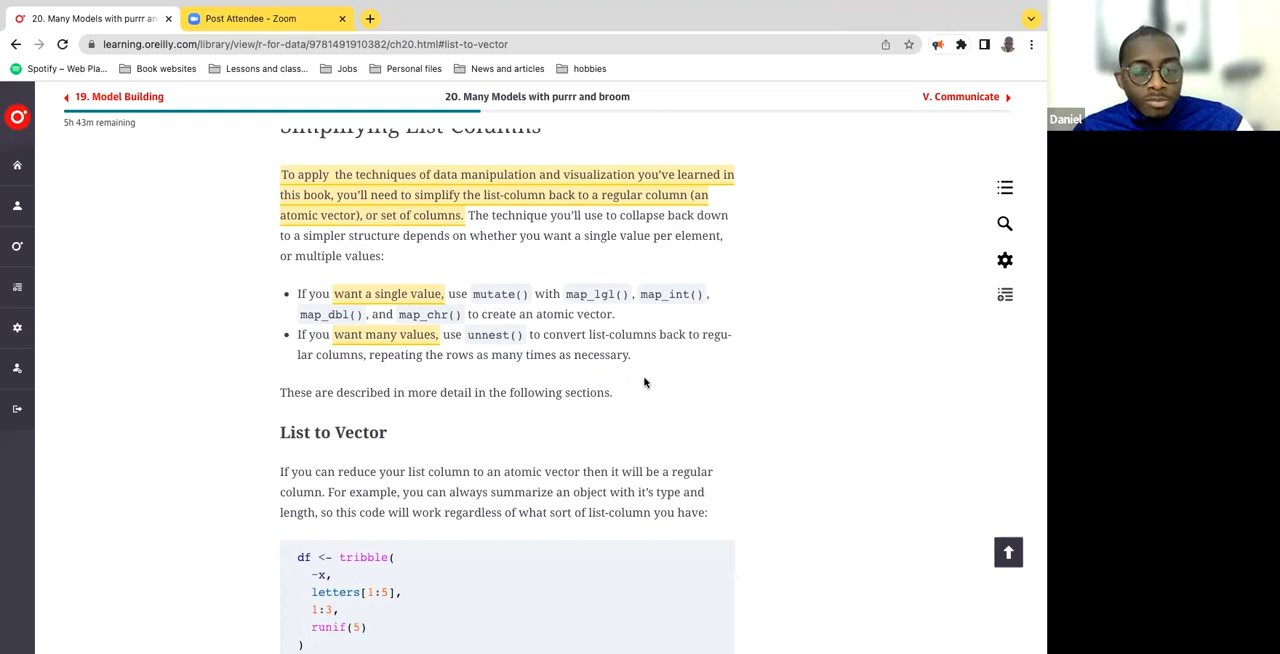 20. Many Models with purrr and
Post Attendee - Zoom
learning.oreilly.com/library/view/r-for-data/9781491910382/ch20.html#list-to-vector
Spotify – Web Pla...
Book websites
Lessons and class...
Jobs
Personal files
News and articles
hobbies
19. Model Building
20. Many Models with purrr and broom
V. Communicate
5h 43m remaining
Simplifying List Columns
To apply the techniques of data manipulation and visualization you’ve learned in
this book, you’ll need to simplify the list-column back to a regular column (an
atomic vector), or set of columns. The technique you’ll use to collapse back down
to a simpler structure depends on whether you want a single value per element,
or multiple values:
• If you want a single value, use mutate() with map_lgl(), map_int(),
map_dbl(), and map_chr() to create an atomic vector.
• If you want many values, use unnest() to convert list-columns back to regu-
lar columns, repeating the rows as many times as necessary.
These are described in more detail in the following sections.
List to Vector
If you can reduce your list column to an atomic vector then it will be a regular
column. For example, you can always summarize an object with it’s type and
length, so this code will work regardless of what sort of list-column you have:
df <- tribble(
~x,
letters[1:5],
1:3,
runif(5)
)
Daniel